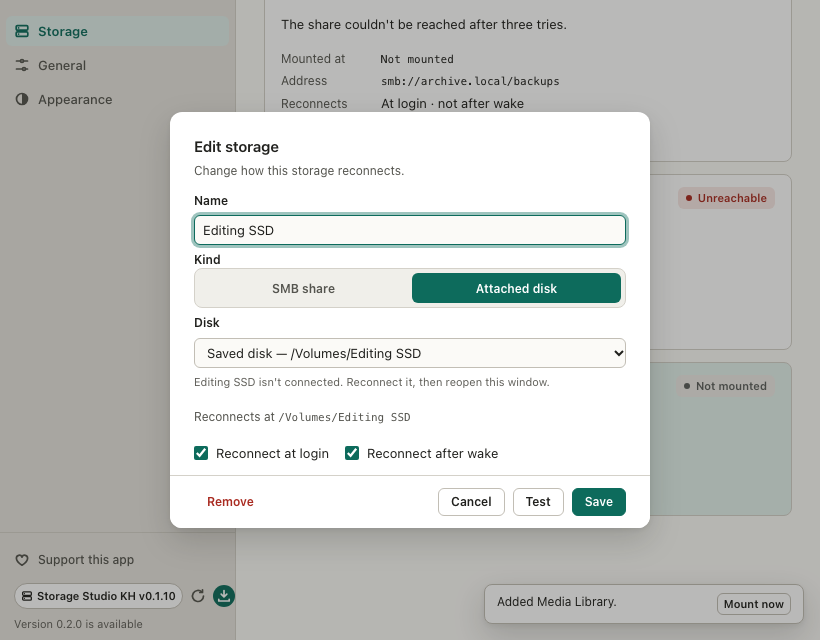 Storage
General
Appearance
The share couldn't be reached after three tries.
Mounted at Not mounted
Address smb://archive.local/backups
Reconnects At login · not after wake
Unreachable
Not mounted
Edit storage
Change how this storage reconnects.
Name
Editing SSD
Kind
SMB share Attached disk
Disk
Saved disk — /Volumes/Editing SSD
Editing SSD isn't connected. Reconnect it, then reopen this window.
Reconnects at /Volumes/Editing SSD
Reconnect at login Reconnect after wake
Remove Cancel Test Save
Support this app
Storage Studio KH v0.1.10
Version 0.2.0 is available
Added Media Library. Mount now